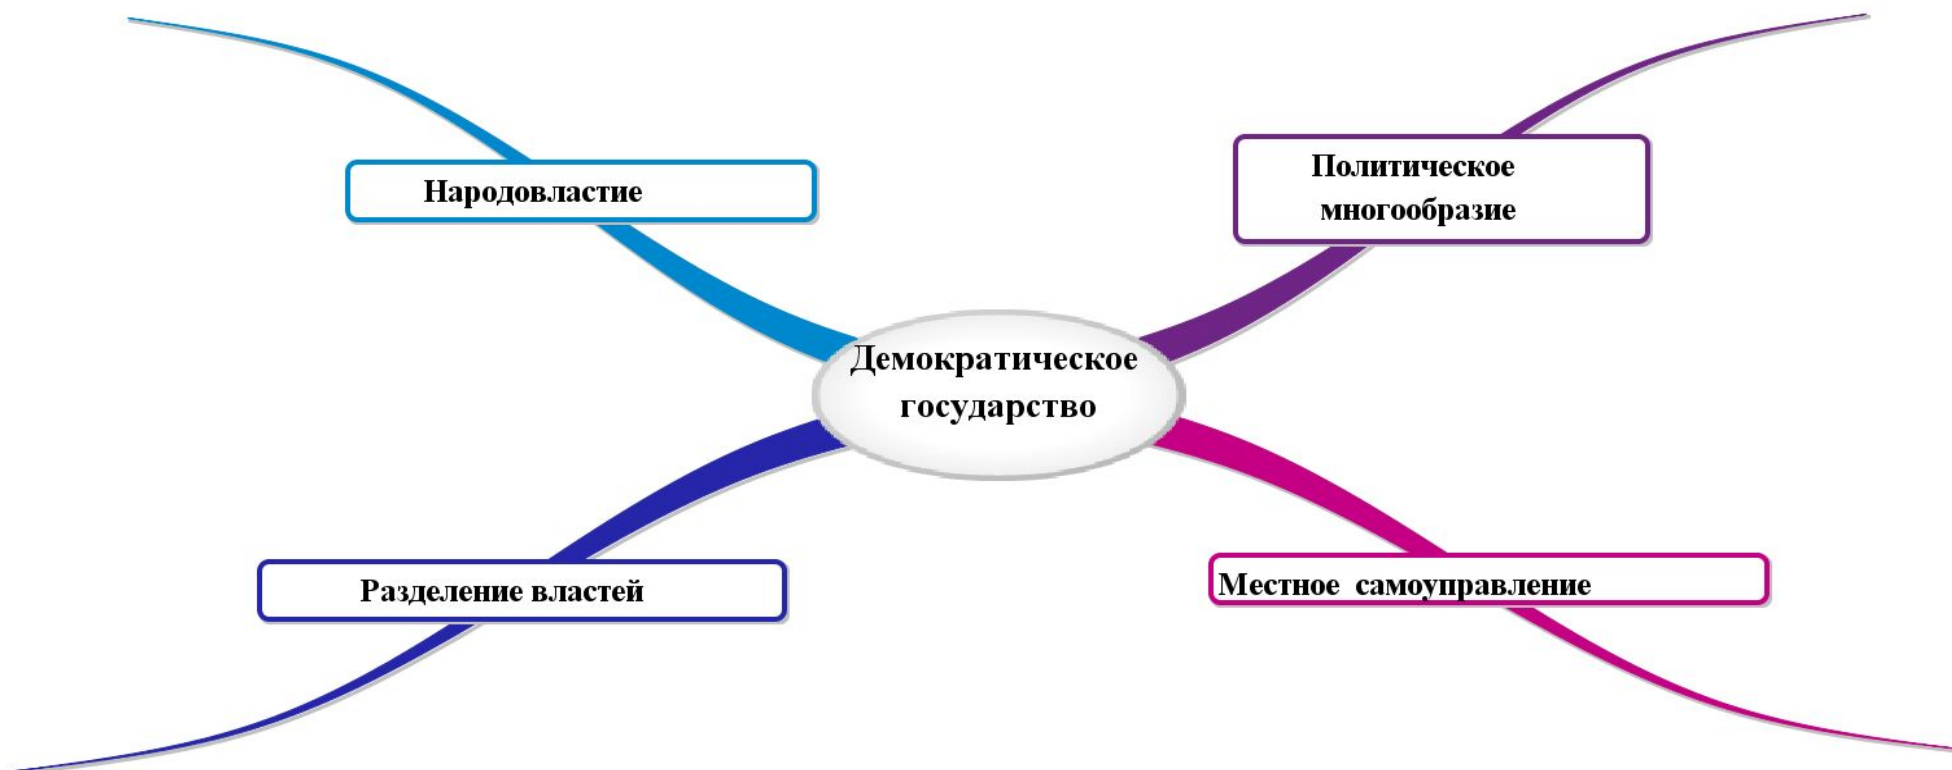 Народовластие
Политическое
многообразие
Демократическое
государство
Разделение властей
Местное самоуправление